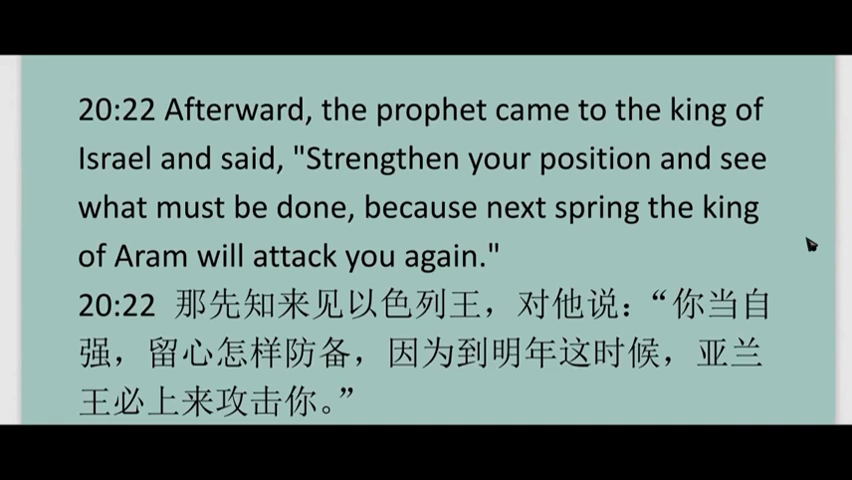 20:22 Afterward, the prophet came to the king of
Israel and said, "Strengthen your position and see
what must be done, because next spring the king
of Aram will attack you again."
20:22 那先知来见以色列王，对他说：“你当自
强，留心怎样防备，因为到明年这时候，亚兰
王必上来攻击你。”